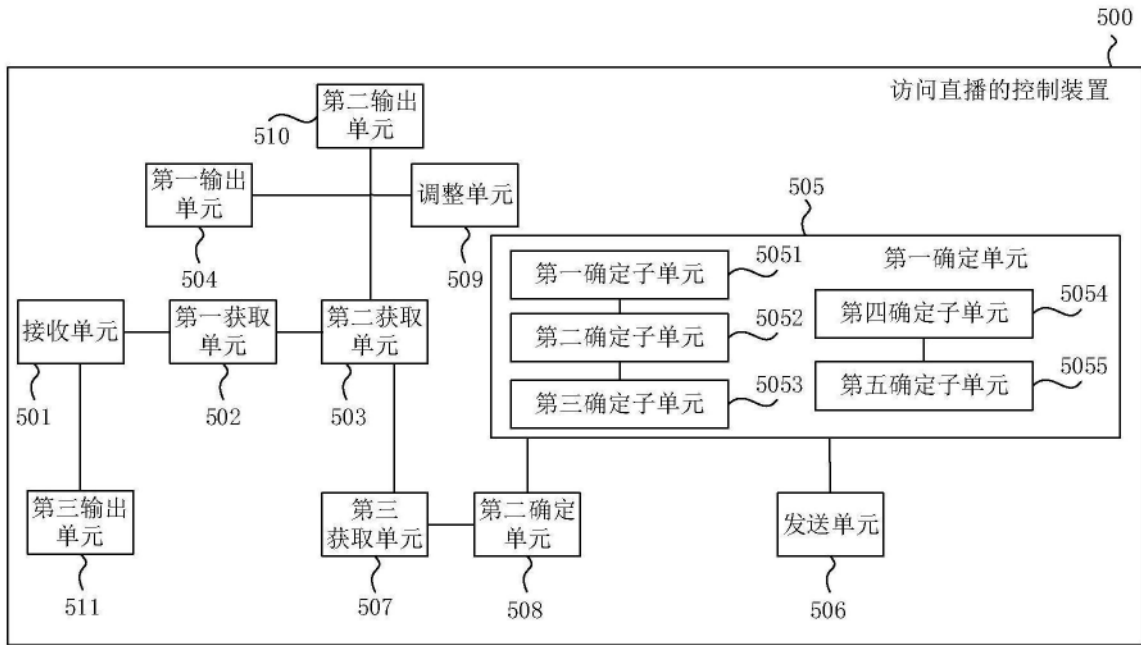 500
访问直播的控制装置
第二输出
单元
510
第一输出
单元
504
调整单元
509
505
第一确定单元
第一确定子单元
5051
第二确定子单元
5052
第三确定子单元
5053
第四确定子单元
5054
第五确定子单元
5055
接收单元
501
第一获取
单元
502
第二获取
单元
503
第三输出
单元
511
第三
获取单元
507
第二确定
单元
508
发送单元
506